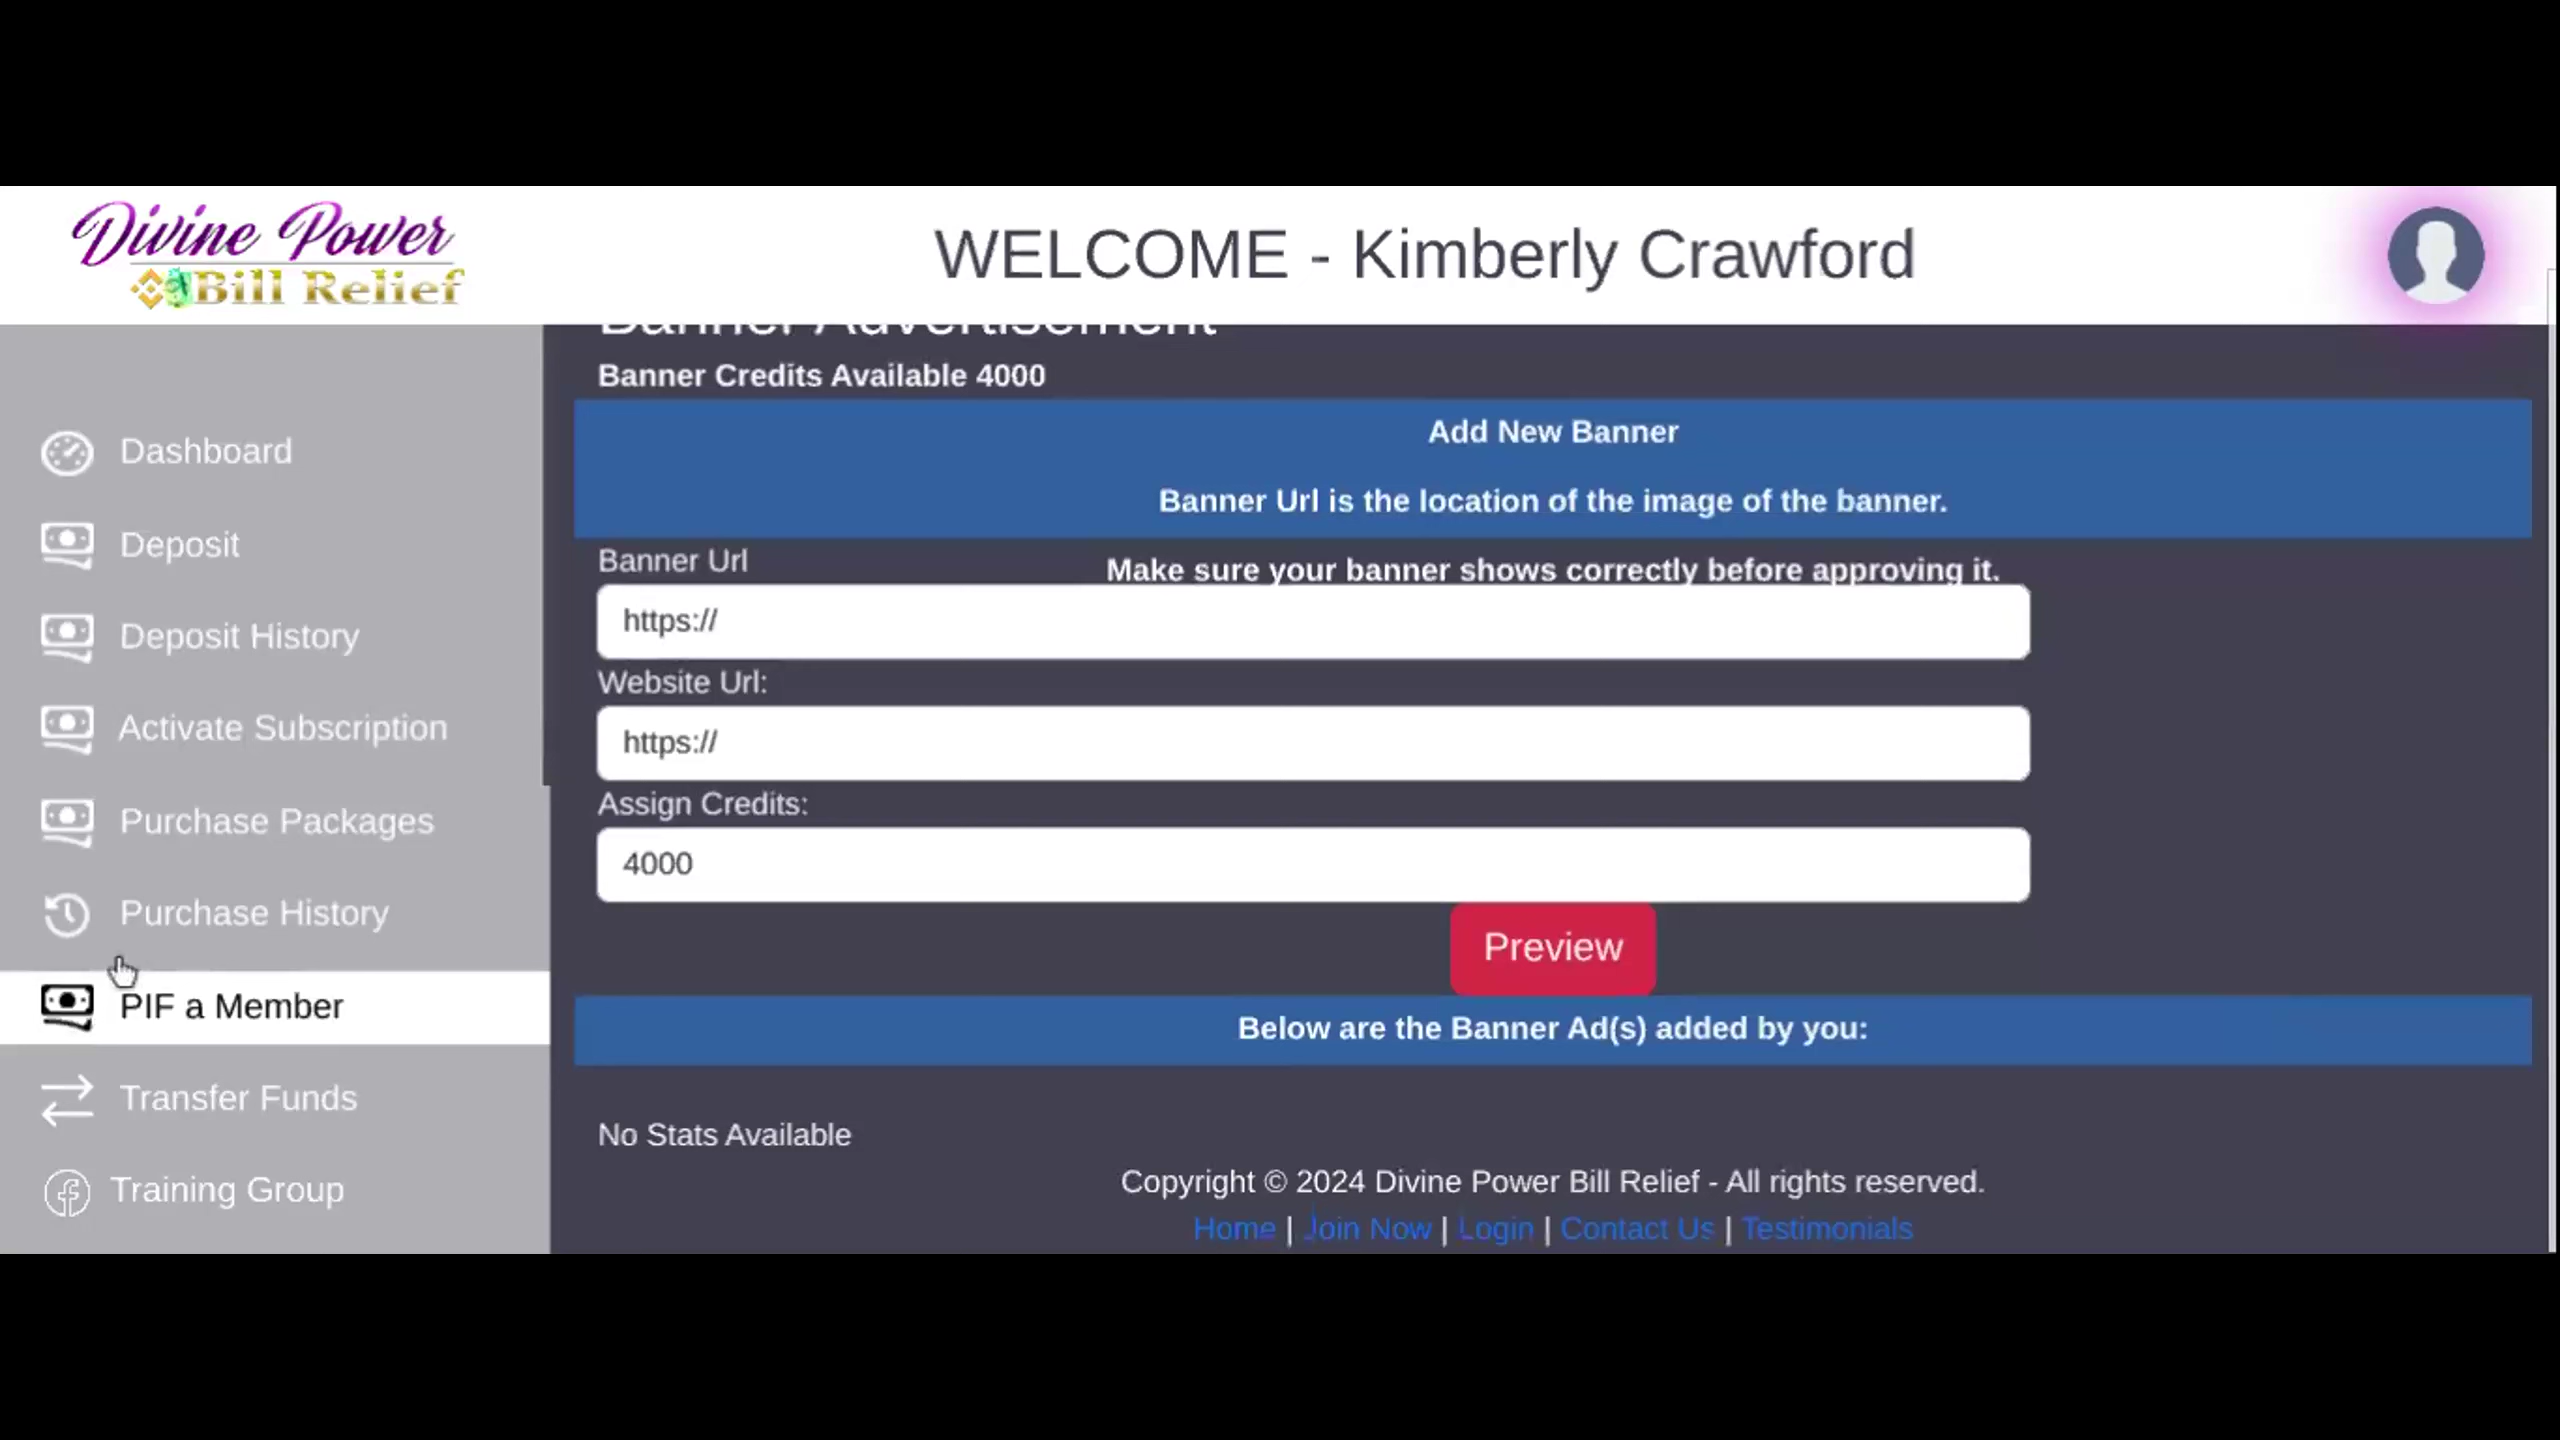 Divine Power
Bill Relief
WELCOME - Kimberly Crawford
Dashboard
Deposit
Deposit History
Activate Subscription
Purchase Packages
Purchase History
PIF a Member
Transfer Funds
Training Group
Banner Advertisement
Banner Credits Available 4000
Add New Banner
Banner Url is the location of the image of the banner.
Make sure your banner shows correctly before approving it.
Banner Url
https://
Website Url:
https://
Assign Credits:
4000
Preview
Below are the Banner Ad(s) added by you:
No Stats Available
Copyright © 2024 Divine Power Bill Relief - All rights reserved.
Home | Join Now | Login | Contact Us | Testimonials